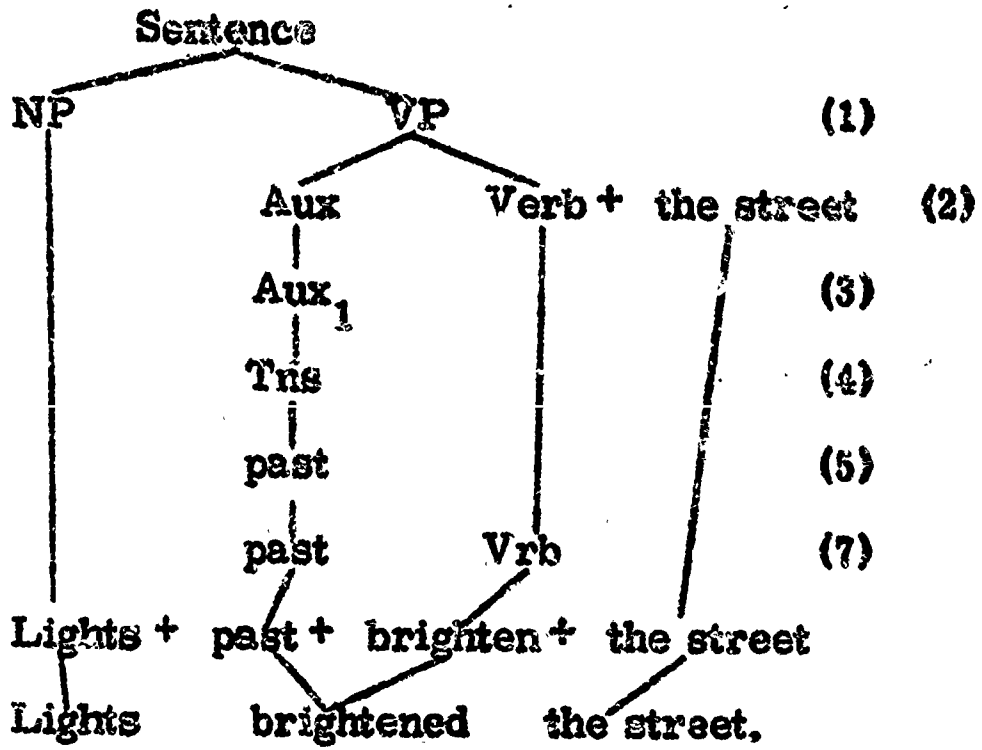 Sentence
NP VP (1)
Aux Verb + the street (2)
Aux1 (3)
Tns (4)
past (5)
past Vrb (7)
Lights + past + brighten + the street
Lights brightened the street.